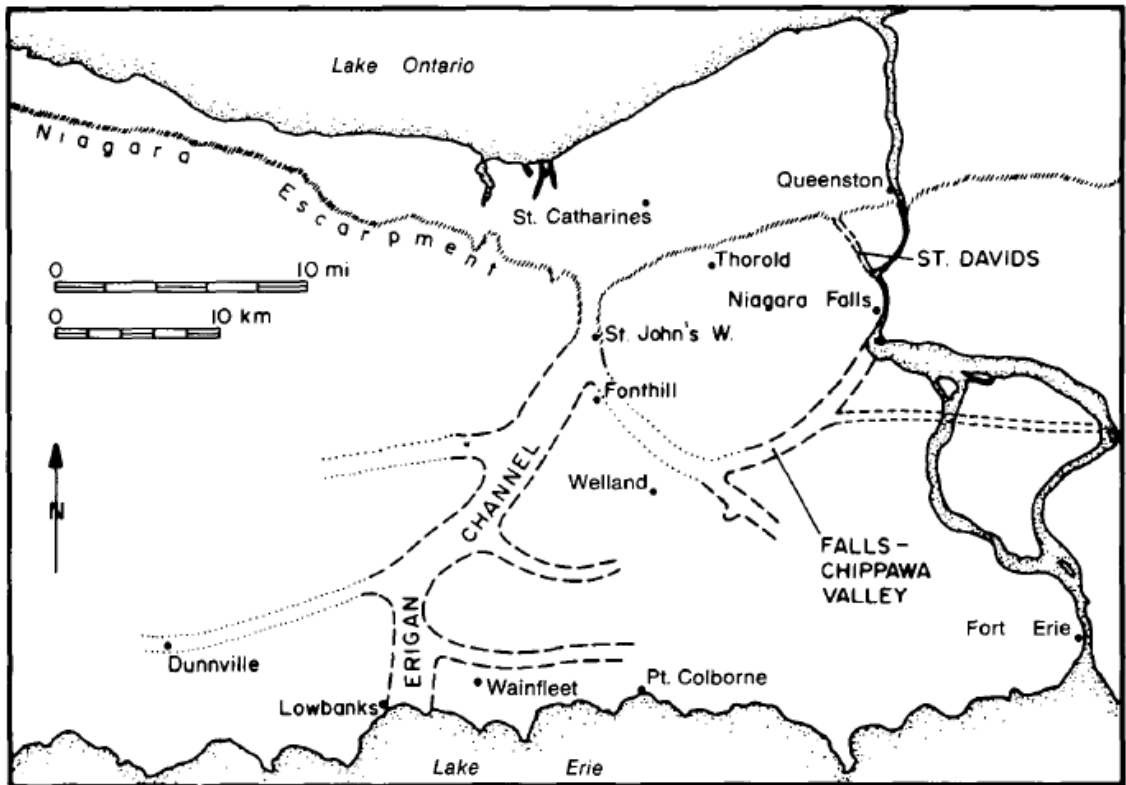 Lake Ontario
Niagara
Escarpment
Queenston
St. Catharines
ST. DAVIDS
Thorold
0 10 mi
Niagara Falls
0 10 km
St. John's W.
Fonthill
CHANNEL
Welland
N
FALLS-
CHIPPAWA
VALLEY
ERIGAN
Fort Erie
Dunnville
Wainfleet
Pt. Colborne
Lowbanks
Lake Erie